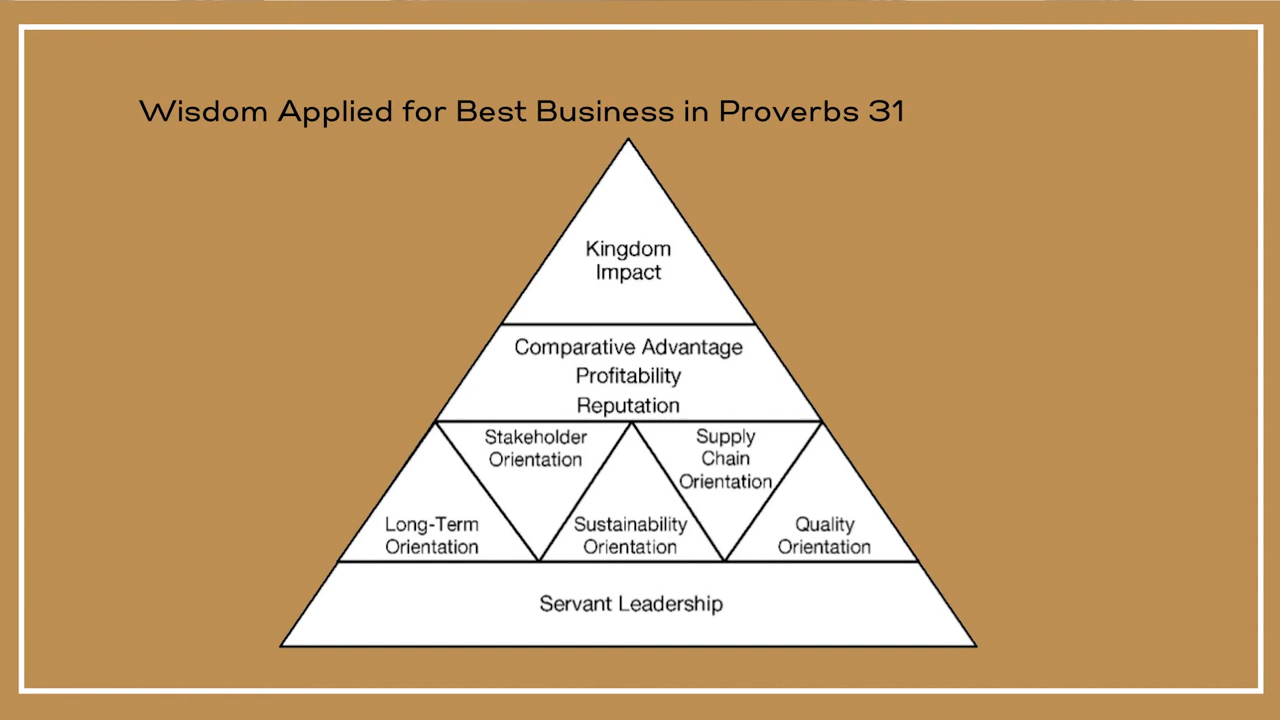 Wisdom Applied for Best Business in Proverbs 31
Kingdom
Impact
Comparative Advantage
Profitability
Reputation
Stakeholder
Orientation
Supply
Chain
Orientation
Long-Term
Orientation
Sustainability
Orientation
Quality
Orientation
Servant Leadership